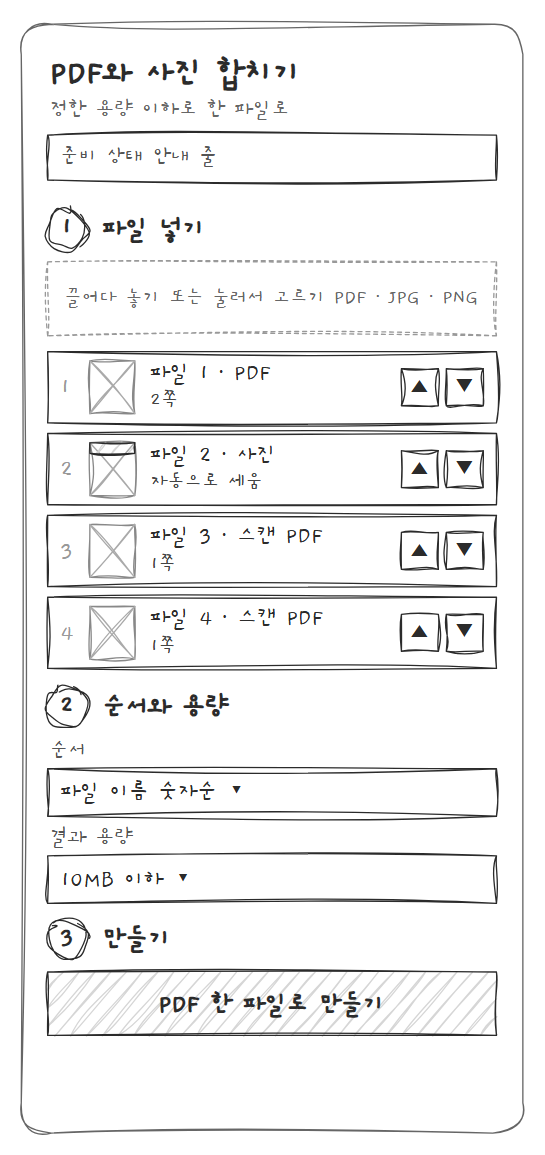 PDF와 사진 합치기
정한 용량 이하로 한 파일로
준비 상태 안내 줄
1 파일 넣기
끌어다 놓기 또는 눌러서 고르기 PDF · JPG · PNG
1 파일 1 · PDF ▲ ▼
2쪽
2 파일 2 · 사진 ▲ ▼
자동으로 세움
3 파일 3 · 스캔 PDF ▲ ▼
1쪽
4 파일 4 · 스캔 PDF ▲ ▼
1쪽
2 순서와 용량
순서
파일 이름 숫자순 ▼
결과 용량
10MB 이하 ▼
3 만들기
PDF 한 파일로 만들기